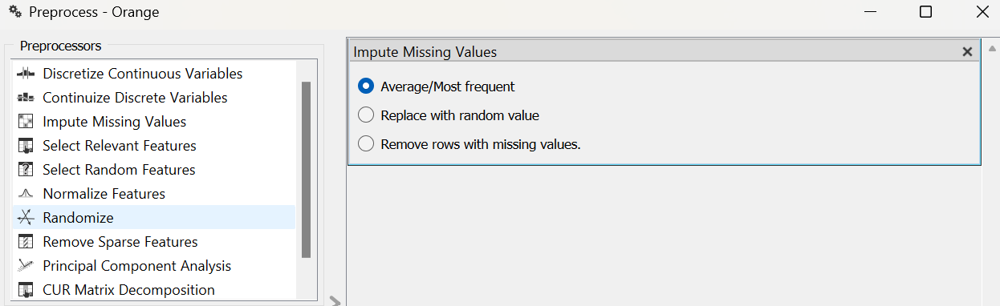 Preprocess - Orange
Preprocessors
Discretize Continuous Variables
Continuize Discrete Variables
Impute Missing Values
Select Relevant Features
Select Random Features
Normalize Features
Randomize
Remove Sparse Features
Principal Component Analysis
CUR Matrix Decomposition
Impute Missing Values
Average/Most frequent
Replace with random value
Remove rows with missing values.